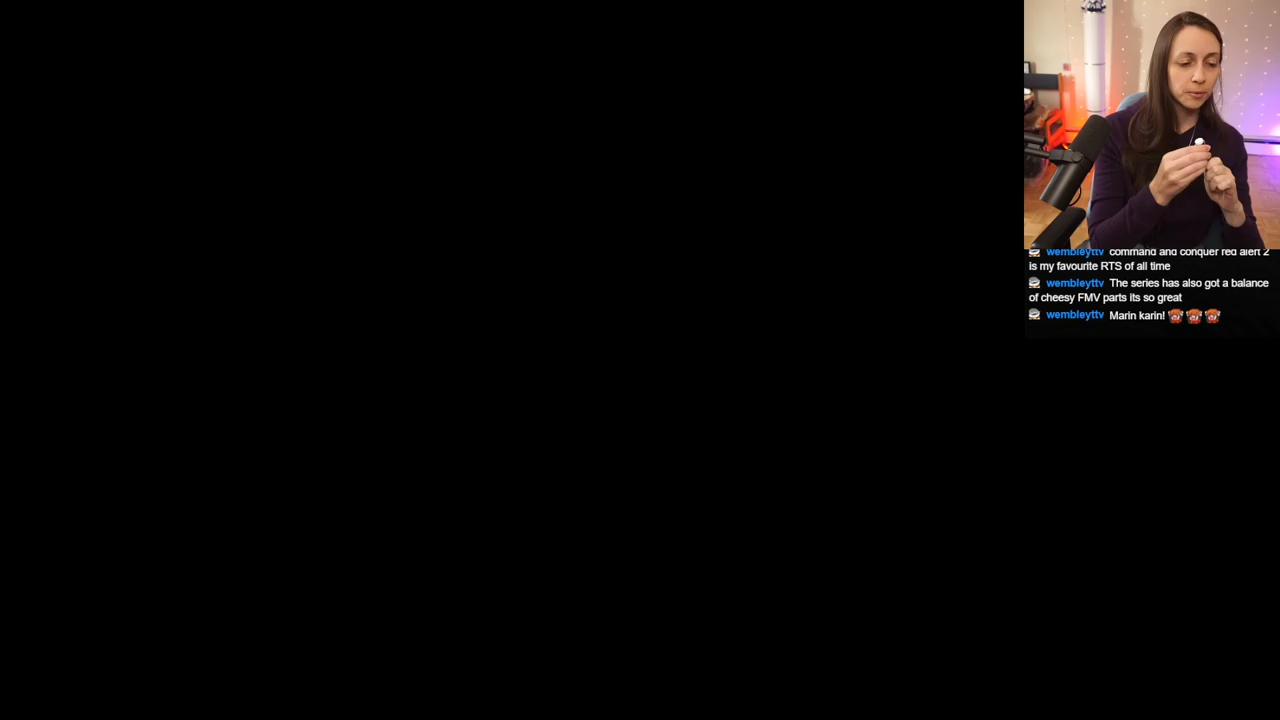 wembleyttv command and conquer red alert 2
is my favourite RTS of all time
wembleyttv The series has also got a balance
of cheesy FMV parts its so great
wembleyttv Marin karin!